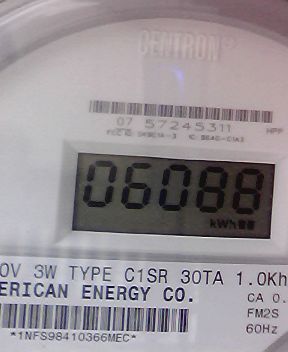 CENTRON®
07 57245311 HPP
06088
kWh
0V 3W TYPE C1SR 30TA 1.0Kh
ERICAN ENERGY CO. CA 0.
FM2S
60Hz
*1NFS98410366MEC*